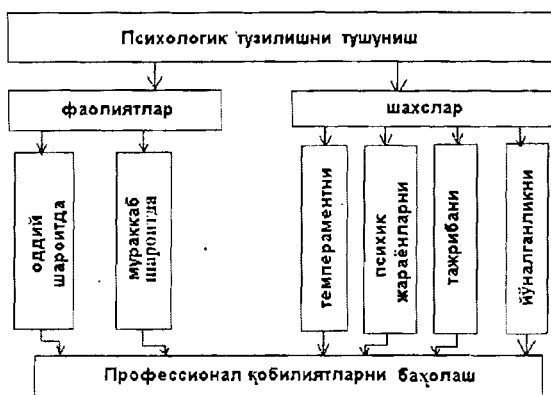 Психологик тузилишни тушуниш
фаолиятлар
шахслар
оддий
шароитда
мураккаб
шароитда
темпераментни
психик
жараёнларни
тажрибани
йўналганликни
Профессионал қобилиятларни баҳолаш